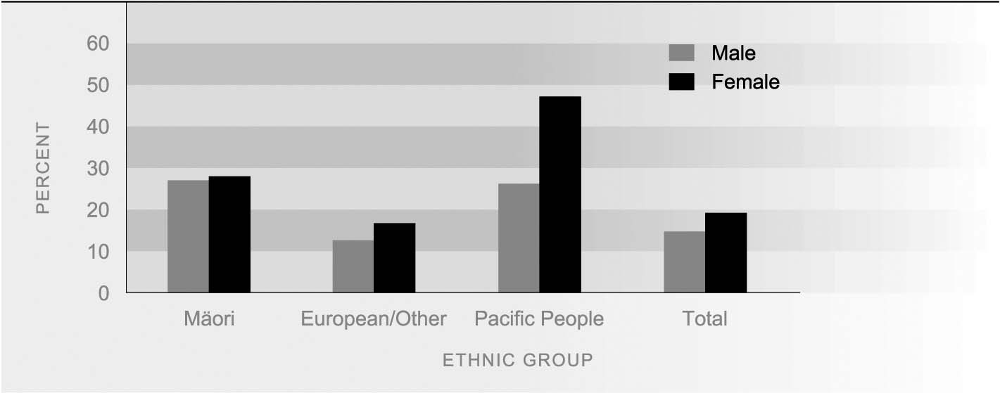 60
50
40
30
20
10
0
PERCENT
Male
Female
Mäori
European/Other
Pacific People
Total
ETHNIC GROUP